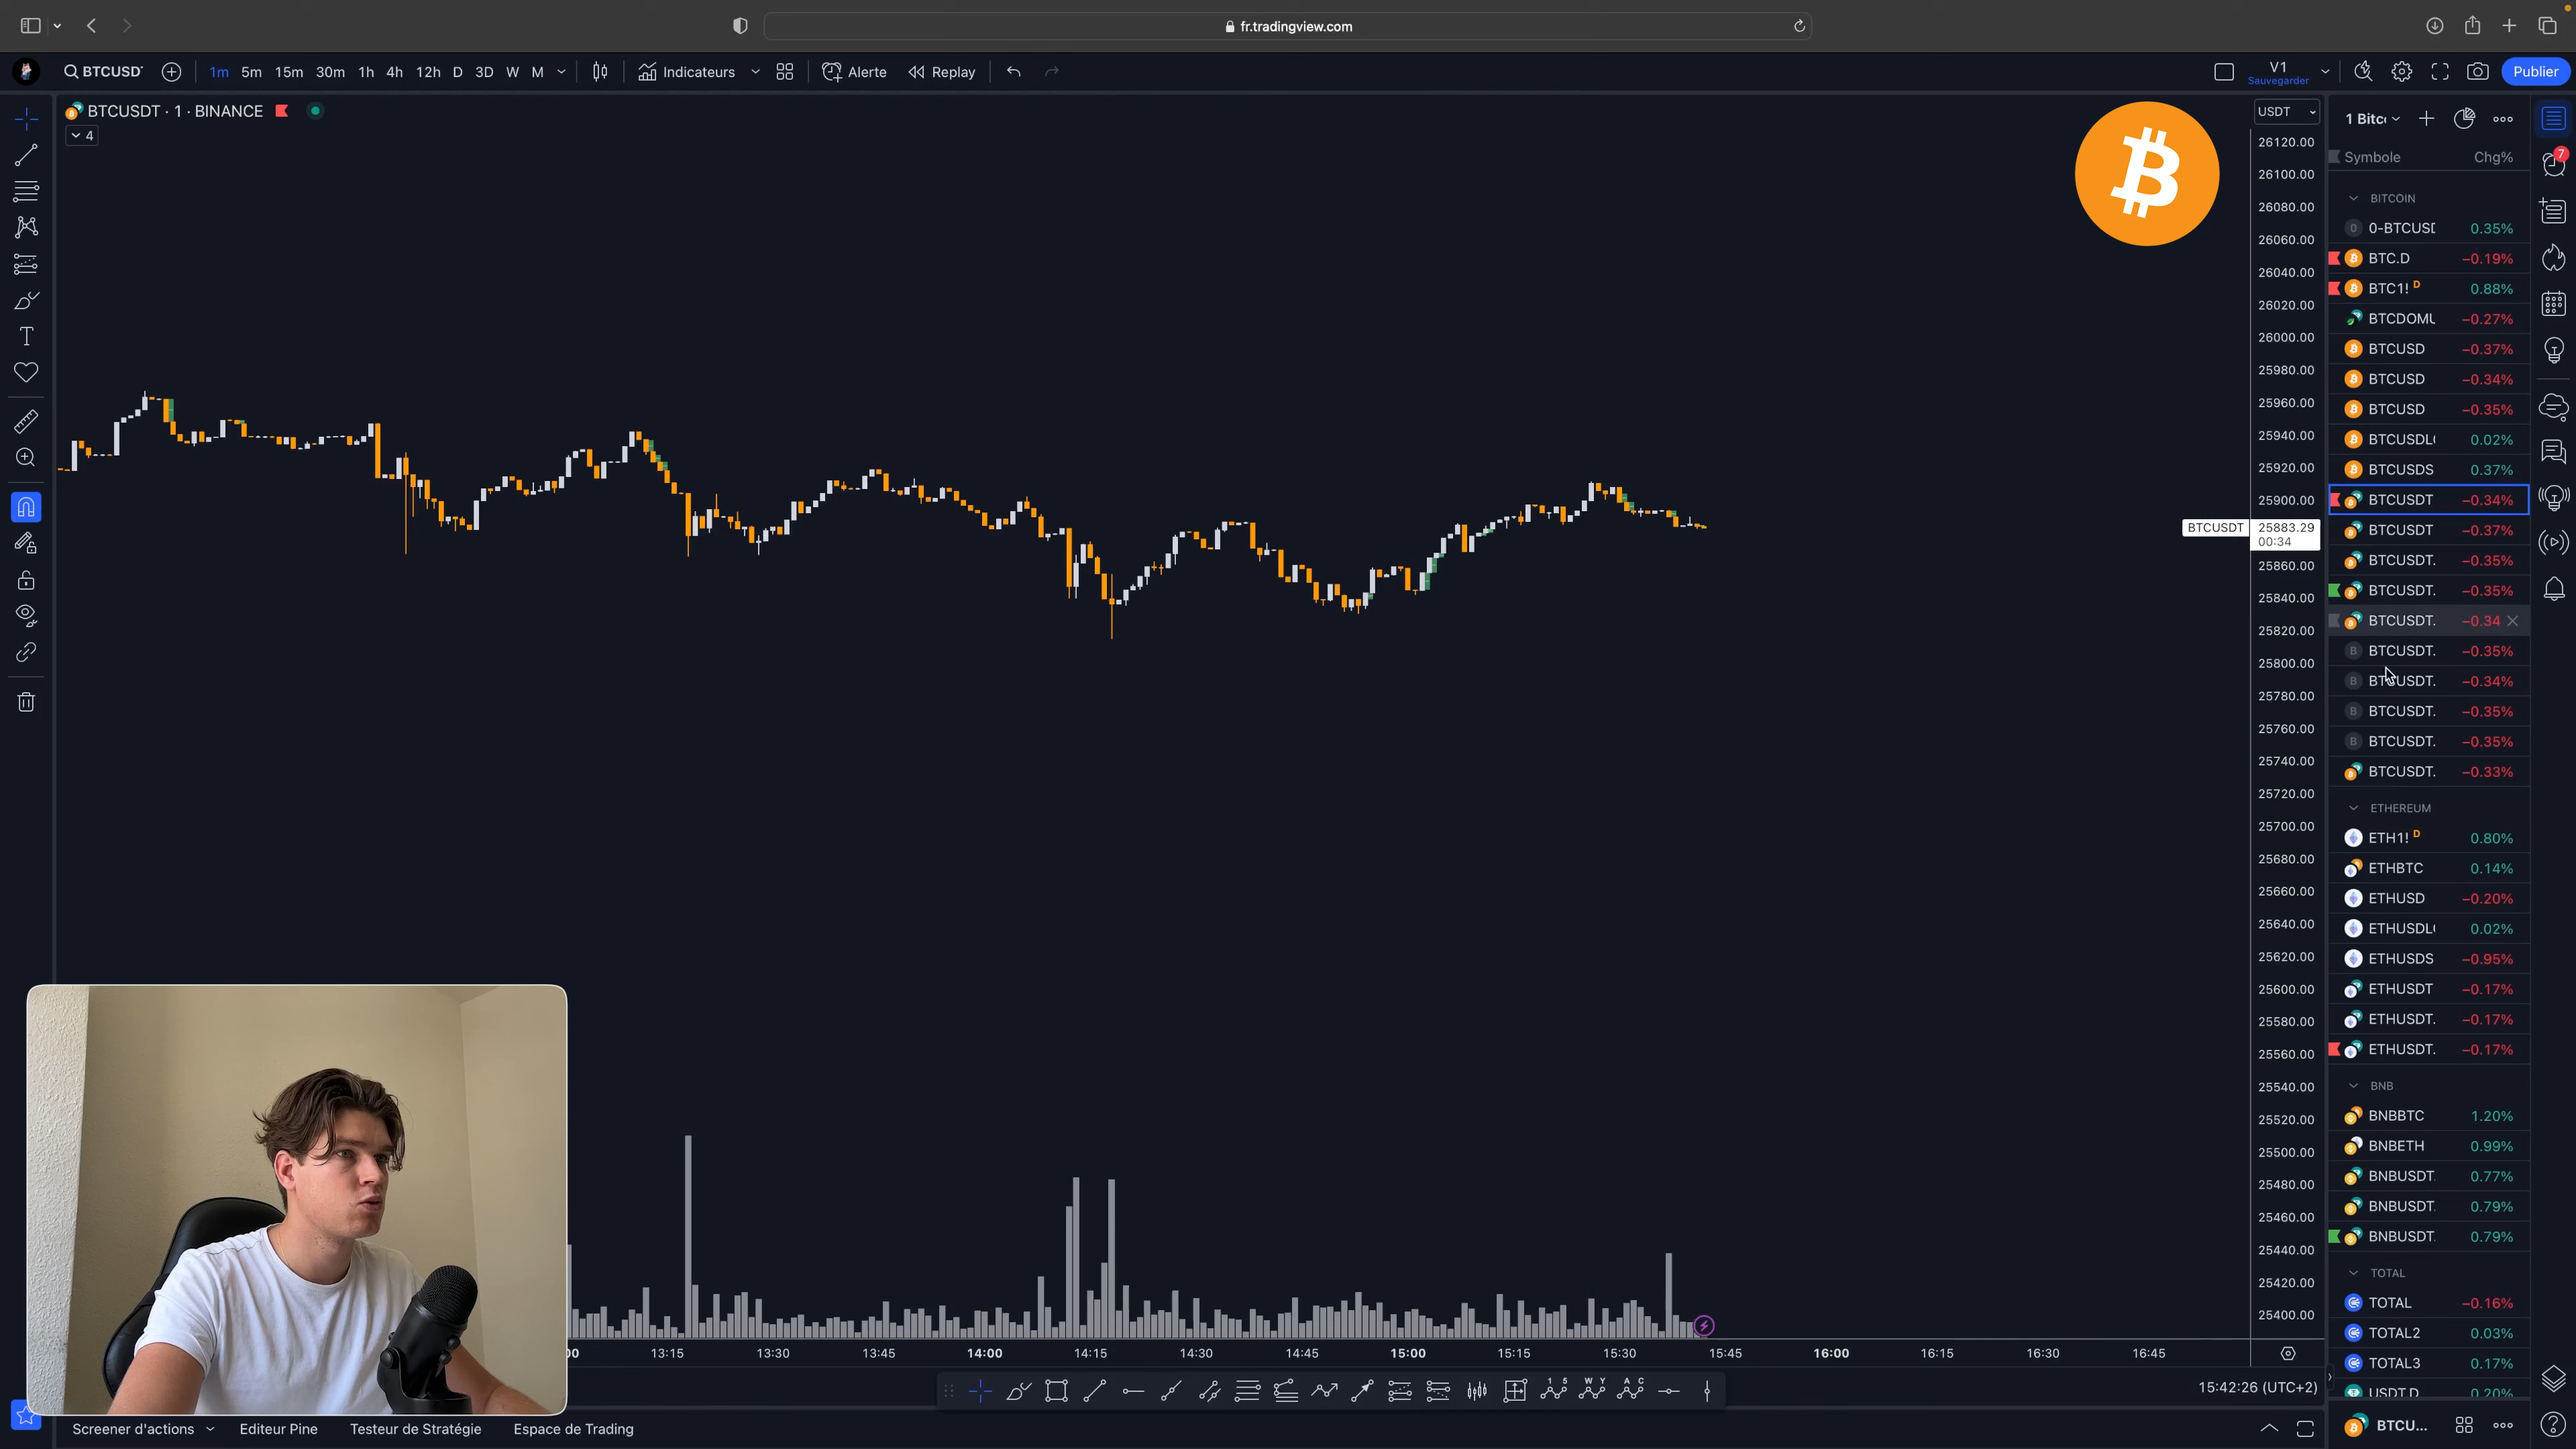 fr.tradingview.com
BTCUSDT
1m 5m 15m 30m 1h 4h 12h D 3D W M
Indicateurs
Alerte
Replay
V1
Sauvegarder
Publier
BTCUSDT · 1 · BINANCE
4
USDT
26120.00
26100.00
26080.00
26060.00
26040.00
26020.00
26000.00
25980.00
25960.00
25940.00
25920.00
25900.00
BTCUSDT 25883.29
00:34
25860.00
25840.00
25820.00
25800.00
25780.00
25760.00
25740.00
25720.00
25700.00
25680.00
25660.00
25640.00
25620.00
25600.00
25580.00
25560.00
25540.00
25520.00
25500.00
25480.00
25460.00
25440.00
25420.00
25400.00
1 Bitc
7
Symbole Chg%
BITCOIN
0-BTCUSD 0.35%
BTC.D −0.19%
BTC1! D 0.88%
BTCDOMU −0.27%
BTCUSD −0.37%
BTCUSD −0.34%
BTCUSD −0.35%
BTCUSDL 0.02%
BTCUSDS 0.37%
BTCUSDT −0.34%
BTCUSDT −0.37%
BTCUSDT. −0.35%
BTCUSDT. −0.35%
BTCUSDT. −0.34
B BTCUSDT. −0.35%
B BTCUSDT. −0.34%
B BTCUSDT. −0.35%
B BTCUSDT. −0.35%
BTCUSDT. −0.33%
ETHEREUM
ETH1! D 0.80%
ETHBTC 0.14%
ETHUSD −0.20%
ETHUSDL 0.02%
ETHUSDS −0.95%
ETHUSDT −0.17%
ETHUSDT. −0.17%
ETHUSDT. −0.17%
BNB
BNBBTC 1.20%
BNBETH 0.99%
BNBUSDT 0.77%
BNBUSDT 0.79%
BNBUSDT 0.79%
TOTAL
TOTAL −0.16%
TOTAL2 0.03%
TOTAL3 0.17%
USDT.D 0.20%
BTCU...
00 13:15 13:30 13:45 14:00 14:15 14:30 14:45 15:00 15:15 15:30 15:45 16:00 16:15 16:30 16:45
15:42:26 (UTC+2)
Screener d'actions
Editeur Pine
Testeur de Stratégie
Espace de Trading